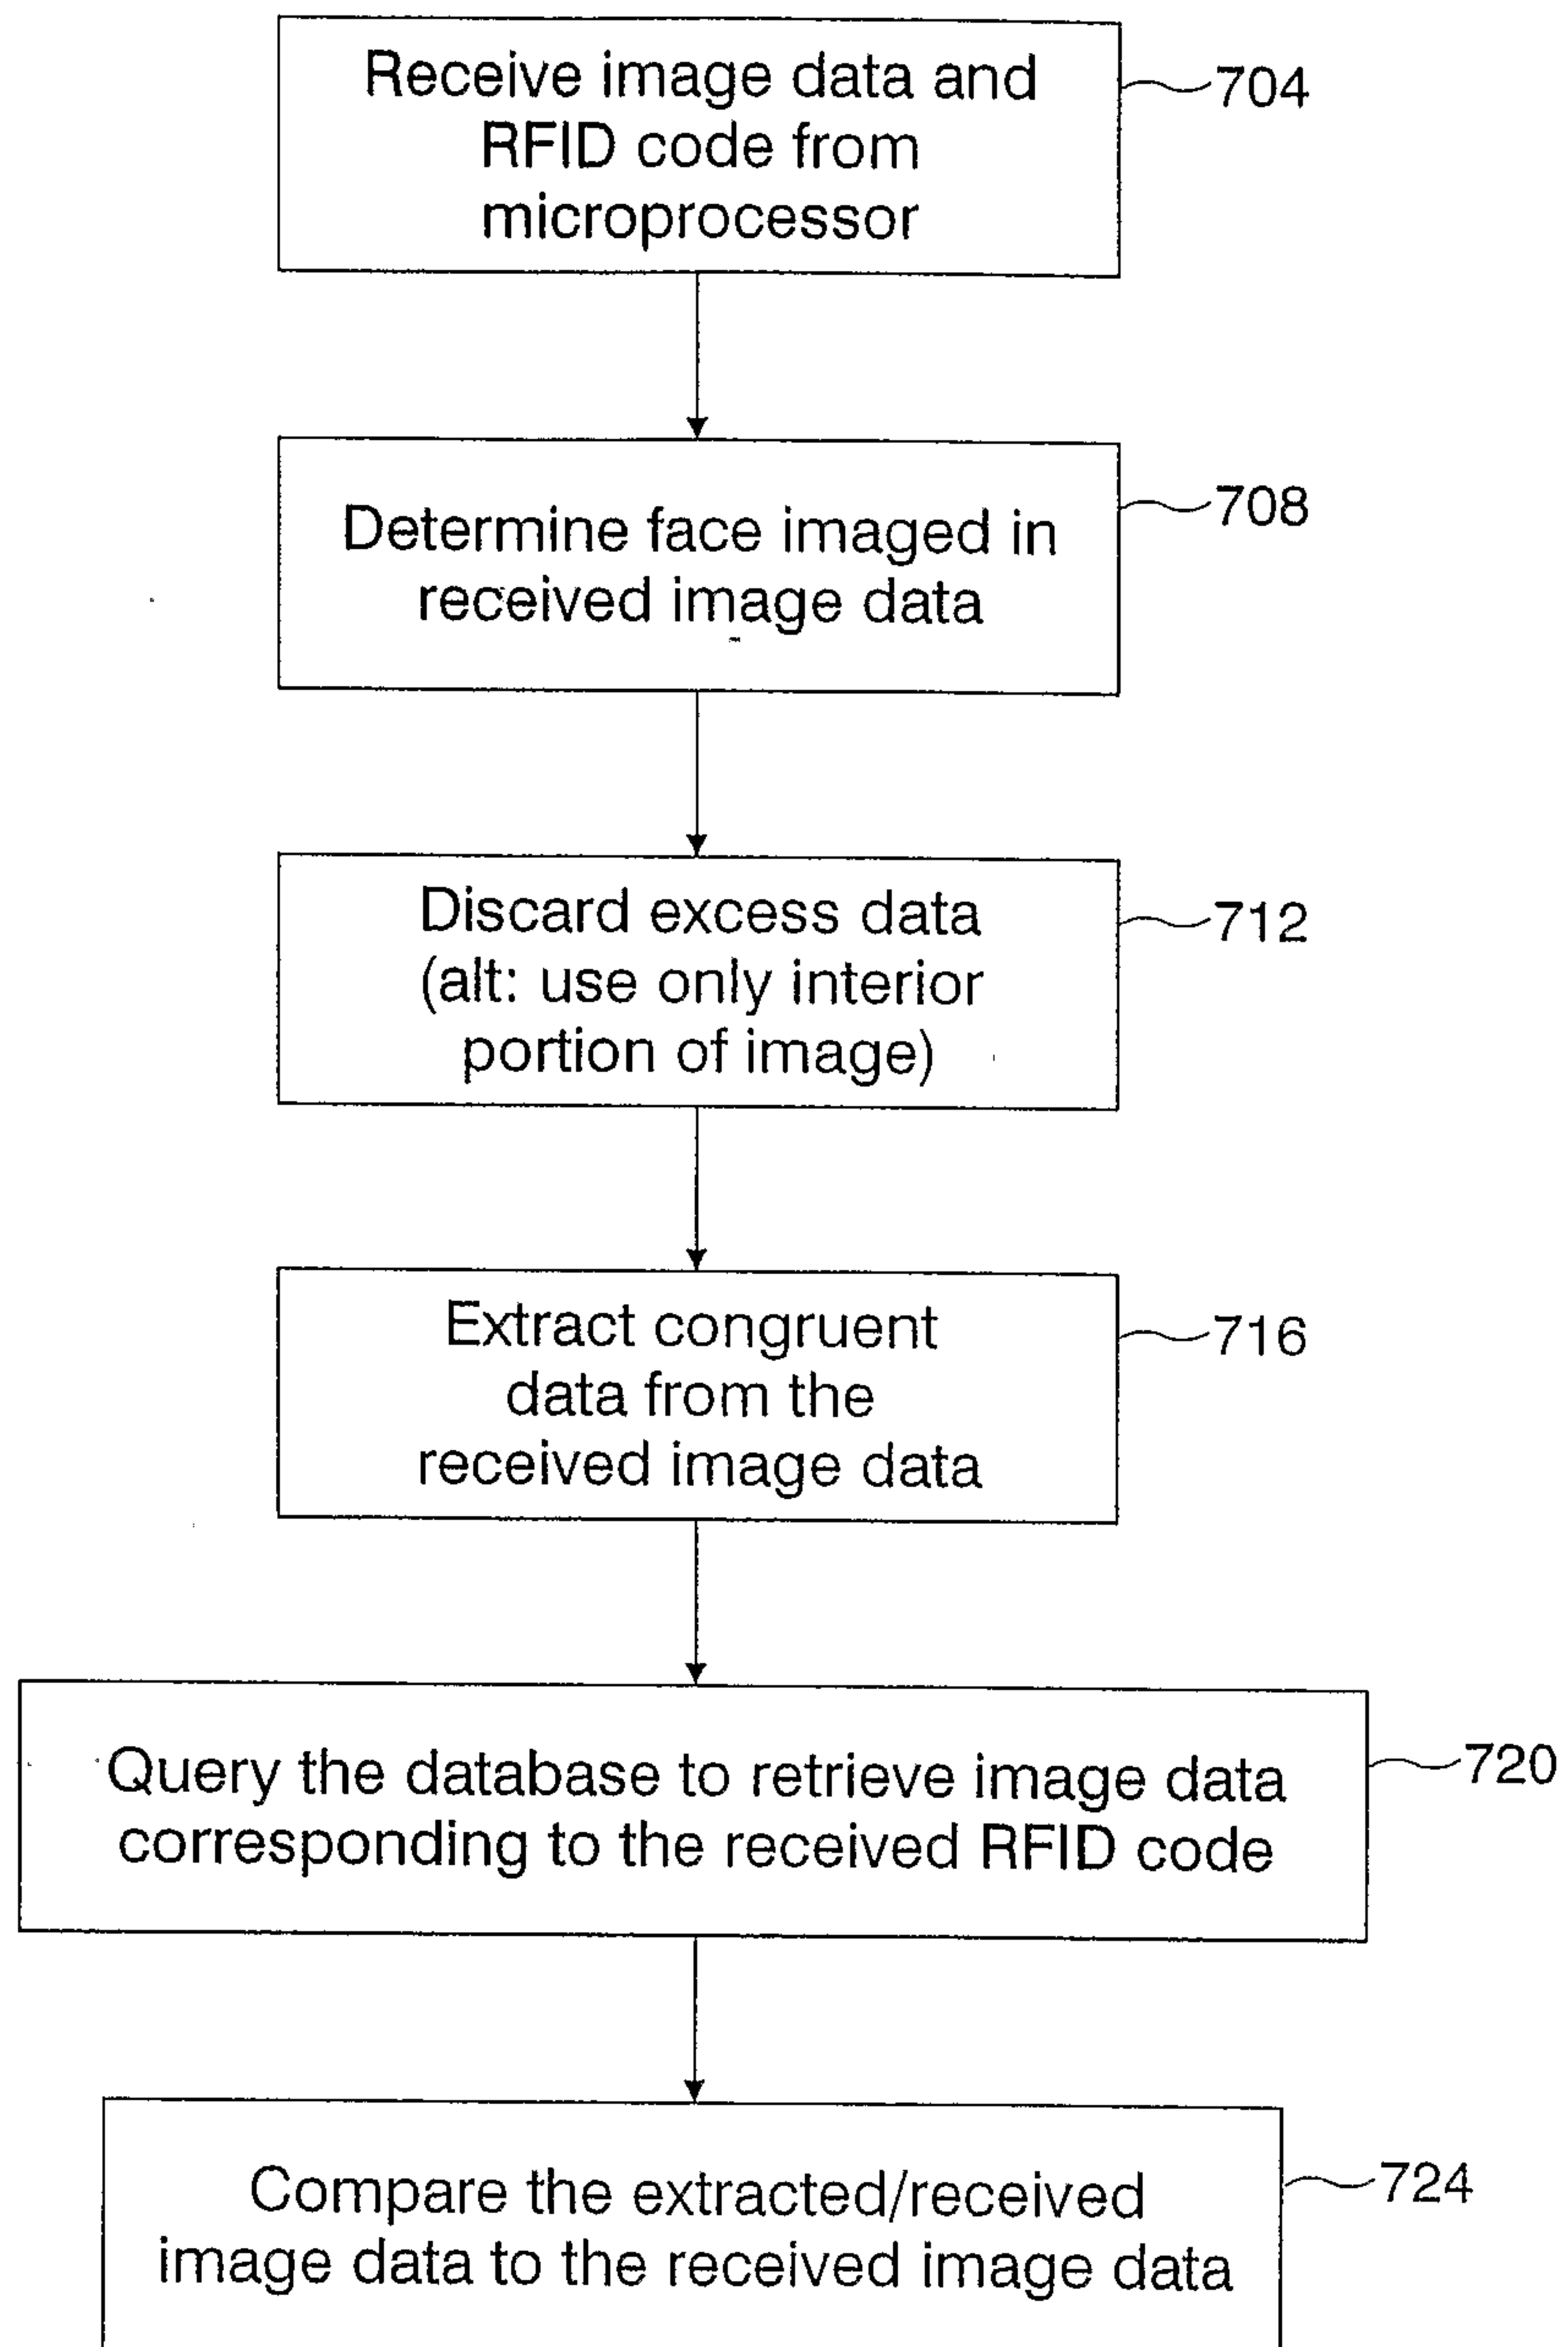 Receive image data and
RFID code from
microprocessor
704
Determine face imaged in
received image data
708
Discard excess data
(alt: use only interior
portion of image)
712
Extract congruent
data from the
received image data
716
Query the database to retrieve image data
corresponding to the received RFID code
720
Compare the extracted/received
image data to the received image data
724